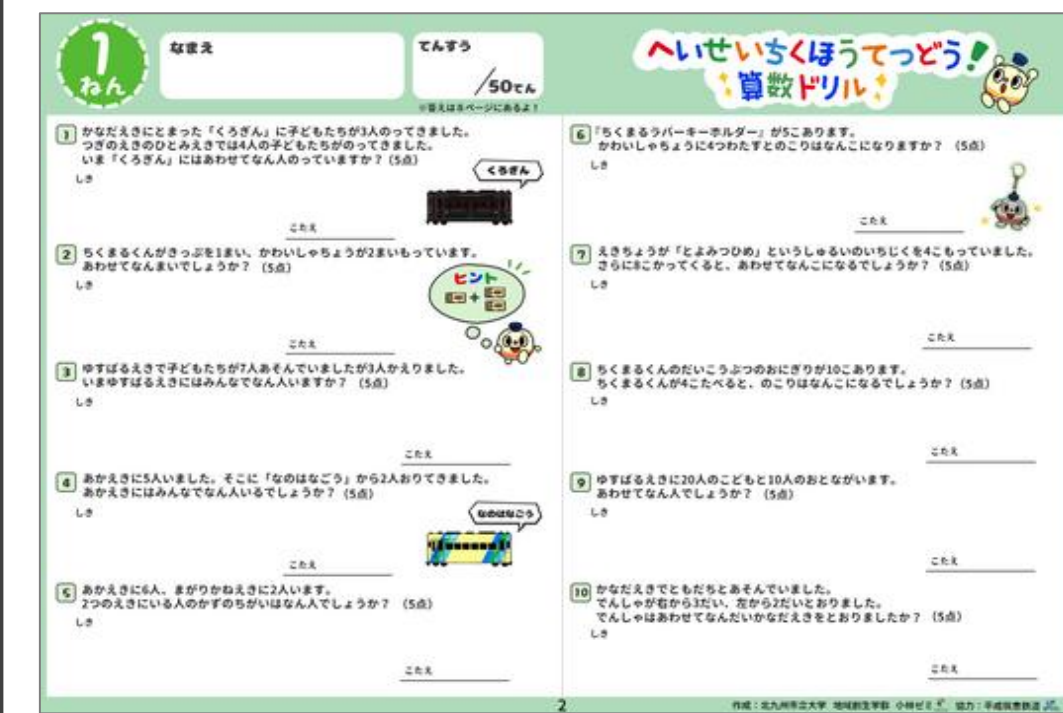 1
ねん
なまえ
てんすう
/50てん
※答えは8ページにあるよ！
へいせいちくほうてつどう！
算数ドリル
1 かなだえきにとまった「くろぎん」に子どもたちが3人のってきました。
つぎのえきのひとみえきでは4人の子どもたちがのってきました。
いま「くろぎん」にはあわせてなん人のっていますか？(5点)
しき
くろぎん
こたえ
2 ちくまるくんがきっぷを1まい、かわいしゃちょうが2まいもっています。
あわせてなんまいでしょうか？ (5点)
しき
ヒント
+
こたえ
3 ゆすばるえきで子どもたちが7人あそんでいましたが3人かえりました。
いまゆすばるえきにはみんなでなん人いますか？ (5点)
しき
こたえ
4 あかえきに5人いました。そこに「なのはなごう」から2人おりてきました。
あかえきにはみんなでなん人いるでしょうか？ (5点)
しき
なのはなごう
こたえ
5 あかえきに6人、まがりかねえきに2人います。
2つのえきにいる人のかずのちがいはなん人でしょうか？ (5点)
しき
こたえ
6 『ちくまるラバーキーホルダー』が5こあります。
かわいしゃちょうに4つわたすとのこりはなんこになりますか？ (5点)
しき
こたえ
7 えきちょうが「とよみつひめ」というしゅるいのいちじくを4こもっていました。
さらに8こかってくると、あわせてなんこになるでしょうか？ (5点)
しき
こたえ
8 ちくまるくんのだいこうぶつのおにぎりが10こあります。
ちくまるくんが4こたべると、のこりはなんこになるでしょうか？ (5点)
しき
こたえ
9 ゆすばるえきに20人のこどもと10人のおとながいます。
あわせてなん人でしょうか？ (5点)
しき
こたえ
10 かなだえきでともだちとあそんでいました。
でんしゃが右から3だい、左から2だいとおりました。
でんしゃはあわせてなんだいかなだえきをとおりましたか？ (5点)
しき
こたえ
2
作成：北九州市立大学 地域創生学群 小林ゼミ 協力：平成筑豊鉄道